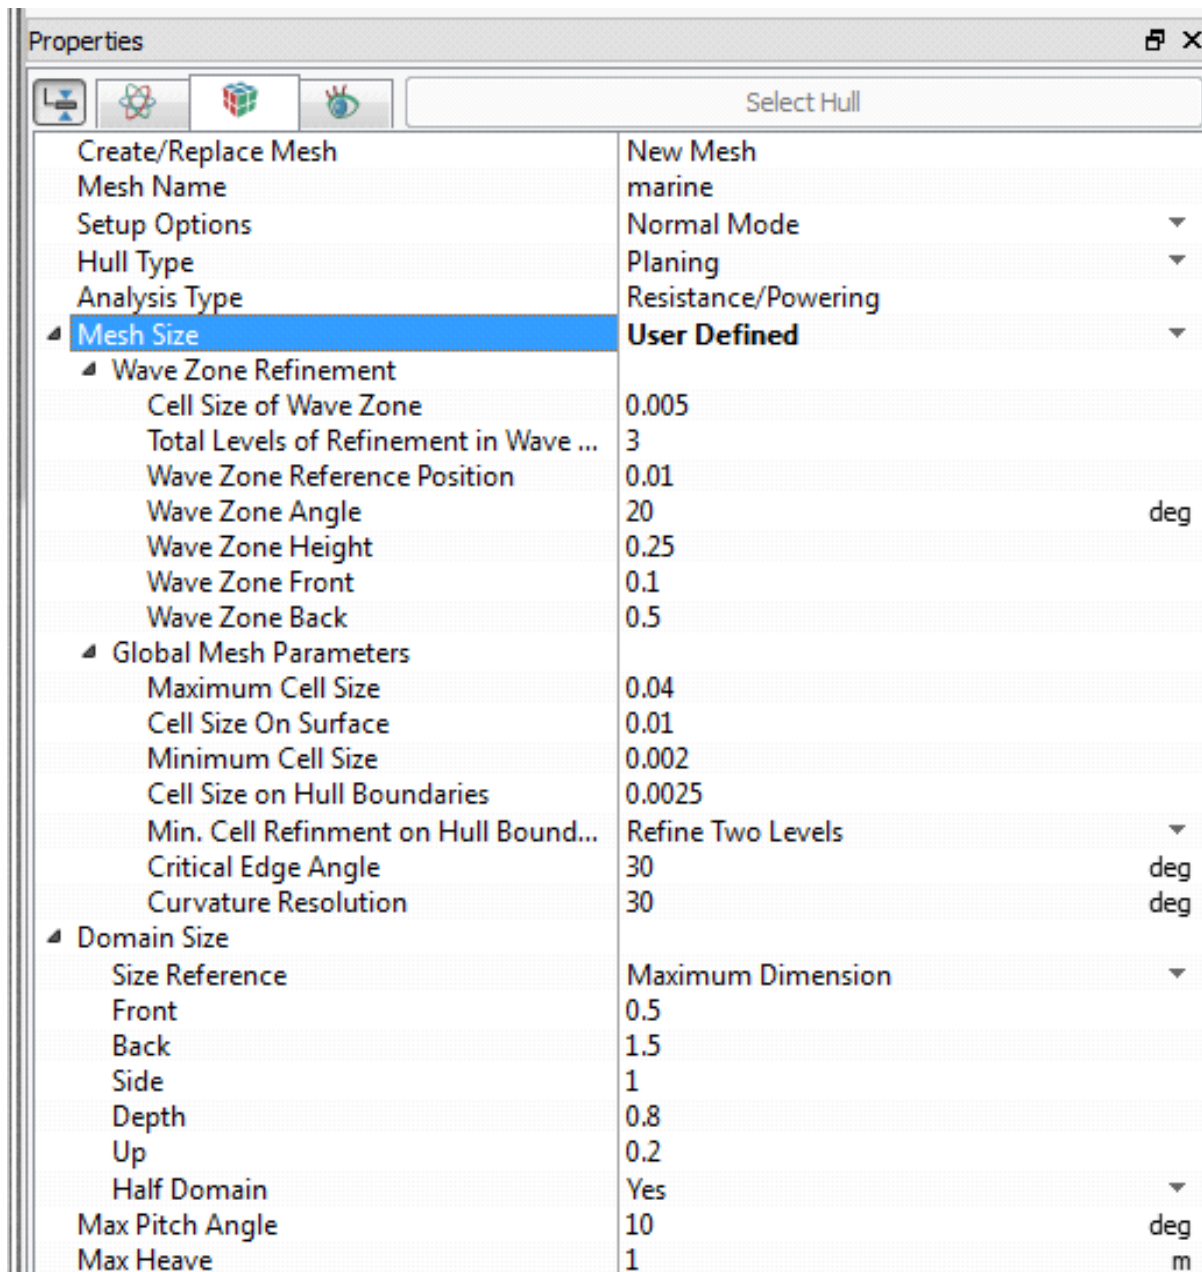 Properties
Select Hull
Create/Replace Mesh New Mesh
Mesh Name marine
Setup Options Normal Mode
Hull Type Planing
Analysis Type Resistance/Powering
Mesh Size User Defined
Wave Zone Refinement
Cell Size of Wave Zone 0.005
Total Levels of Refinement in Wave ... 3
Wave Zone Reference Position 0.01
Wave Zone Angle 20 deg
Wave Zone Height 0.25
Wave Zone Front 0.1
Wave Zone Back 0.5
Global Mesh Parameters
Maximum Cell Size 0.04
Cell Size On Surface 0.01
Minimum Cell Size 0.002
Cell Size on Hull Boundaries 0.0025
Min. Cell Refinment on Hull Bound... Refine Two Levels
Critical Edge Angle 30 deg
Curvature Resolution 30 deg
Domain Size
Size Reference Maximum Dimension
Front 0.5
Back 1.5
Side 1
Depth 0.8
Up 0.2
Half Domain Yes
Max Pitch Angle 10 deg
Max Heave 1 m